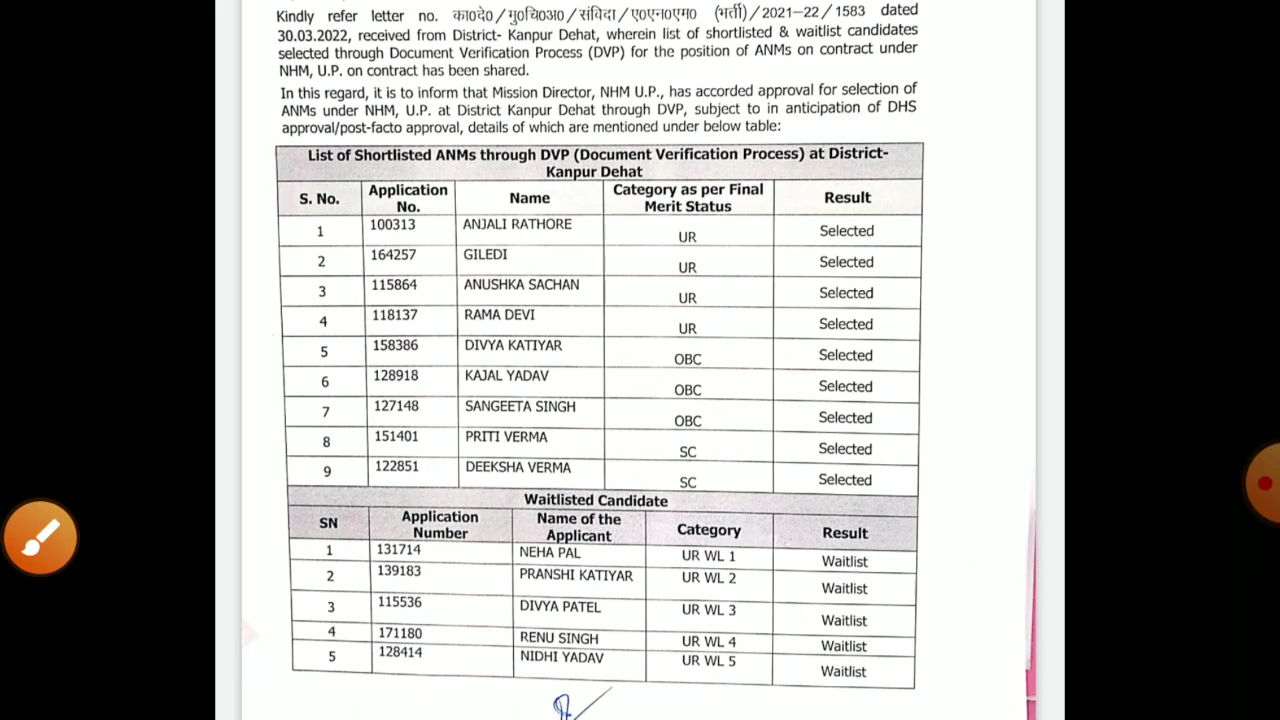 Kindly refer letter no. का0दे0/मु0चि0अ0/संविदा/ए0एन0एम0 (भर्ती)/2021-22/1583 dated
30.03.2022, received from District- Kanpur Dehat, wherein list of shortlisted & waitlist candidates
selected through Document Verification Process (DVP) for the position of ANMs on contract under
NHM, U.P. on contract has been shared.
In this regard, it is to inform that Mission Director, NHM U.P., has accorded approval for selection of
ANMs under NHM, U.P. at District Kanpur Dehat through DVP, subject to in anticipation of DHS
approval/post-facto approval, details of which are mentioned under below table:
List of Shortlisted ANMs through DVP (Document Verification Process) at District-
Kanpur Dehat
S. No. Application No. Name Category as per Final Merit Status Result
1 100313 ANJALI RATHORE UR Selected
2 164257 GILEDI UR Selected
3 115864 ANUSHKA SACHAN UR Selected
4 118137 RAMA DEVI UR Selected
5 158386 DIVYA KATIYAR OBC Selected
6 128918 KAJAL YADAV OBC Selected
7 127148 SANGEETA SINGH OBC Selected
8 151401 PRITI VERMA SC Selected
9 122851 DEEKSHA VERMA SC Selected
Waitlisted Candidate
SN Application Number Name of the Applicant Category Result
1 131714 NEHA PAL UR WL 1 Waitlist
2 139183 PRANSHI KATIYAR UR WL 2 Waitlist
3 115536 DIVYA PATEL UR WL 3 Waitlist
4 171180 RENU SINGH UR WL 4 Waitlist
5 128414 NIDHI YADAV UR WL 5 Waitlist